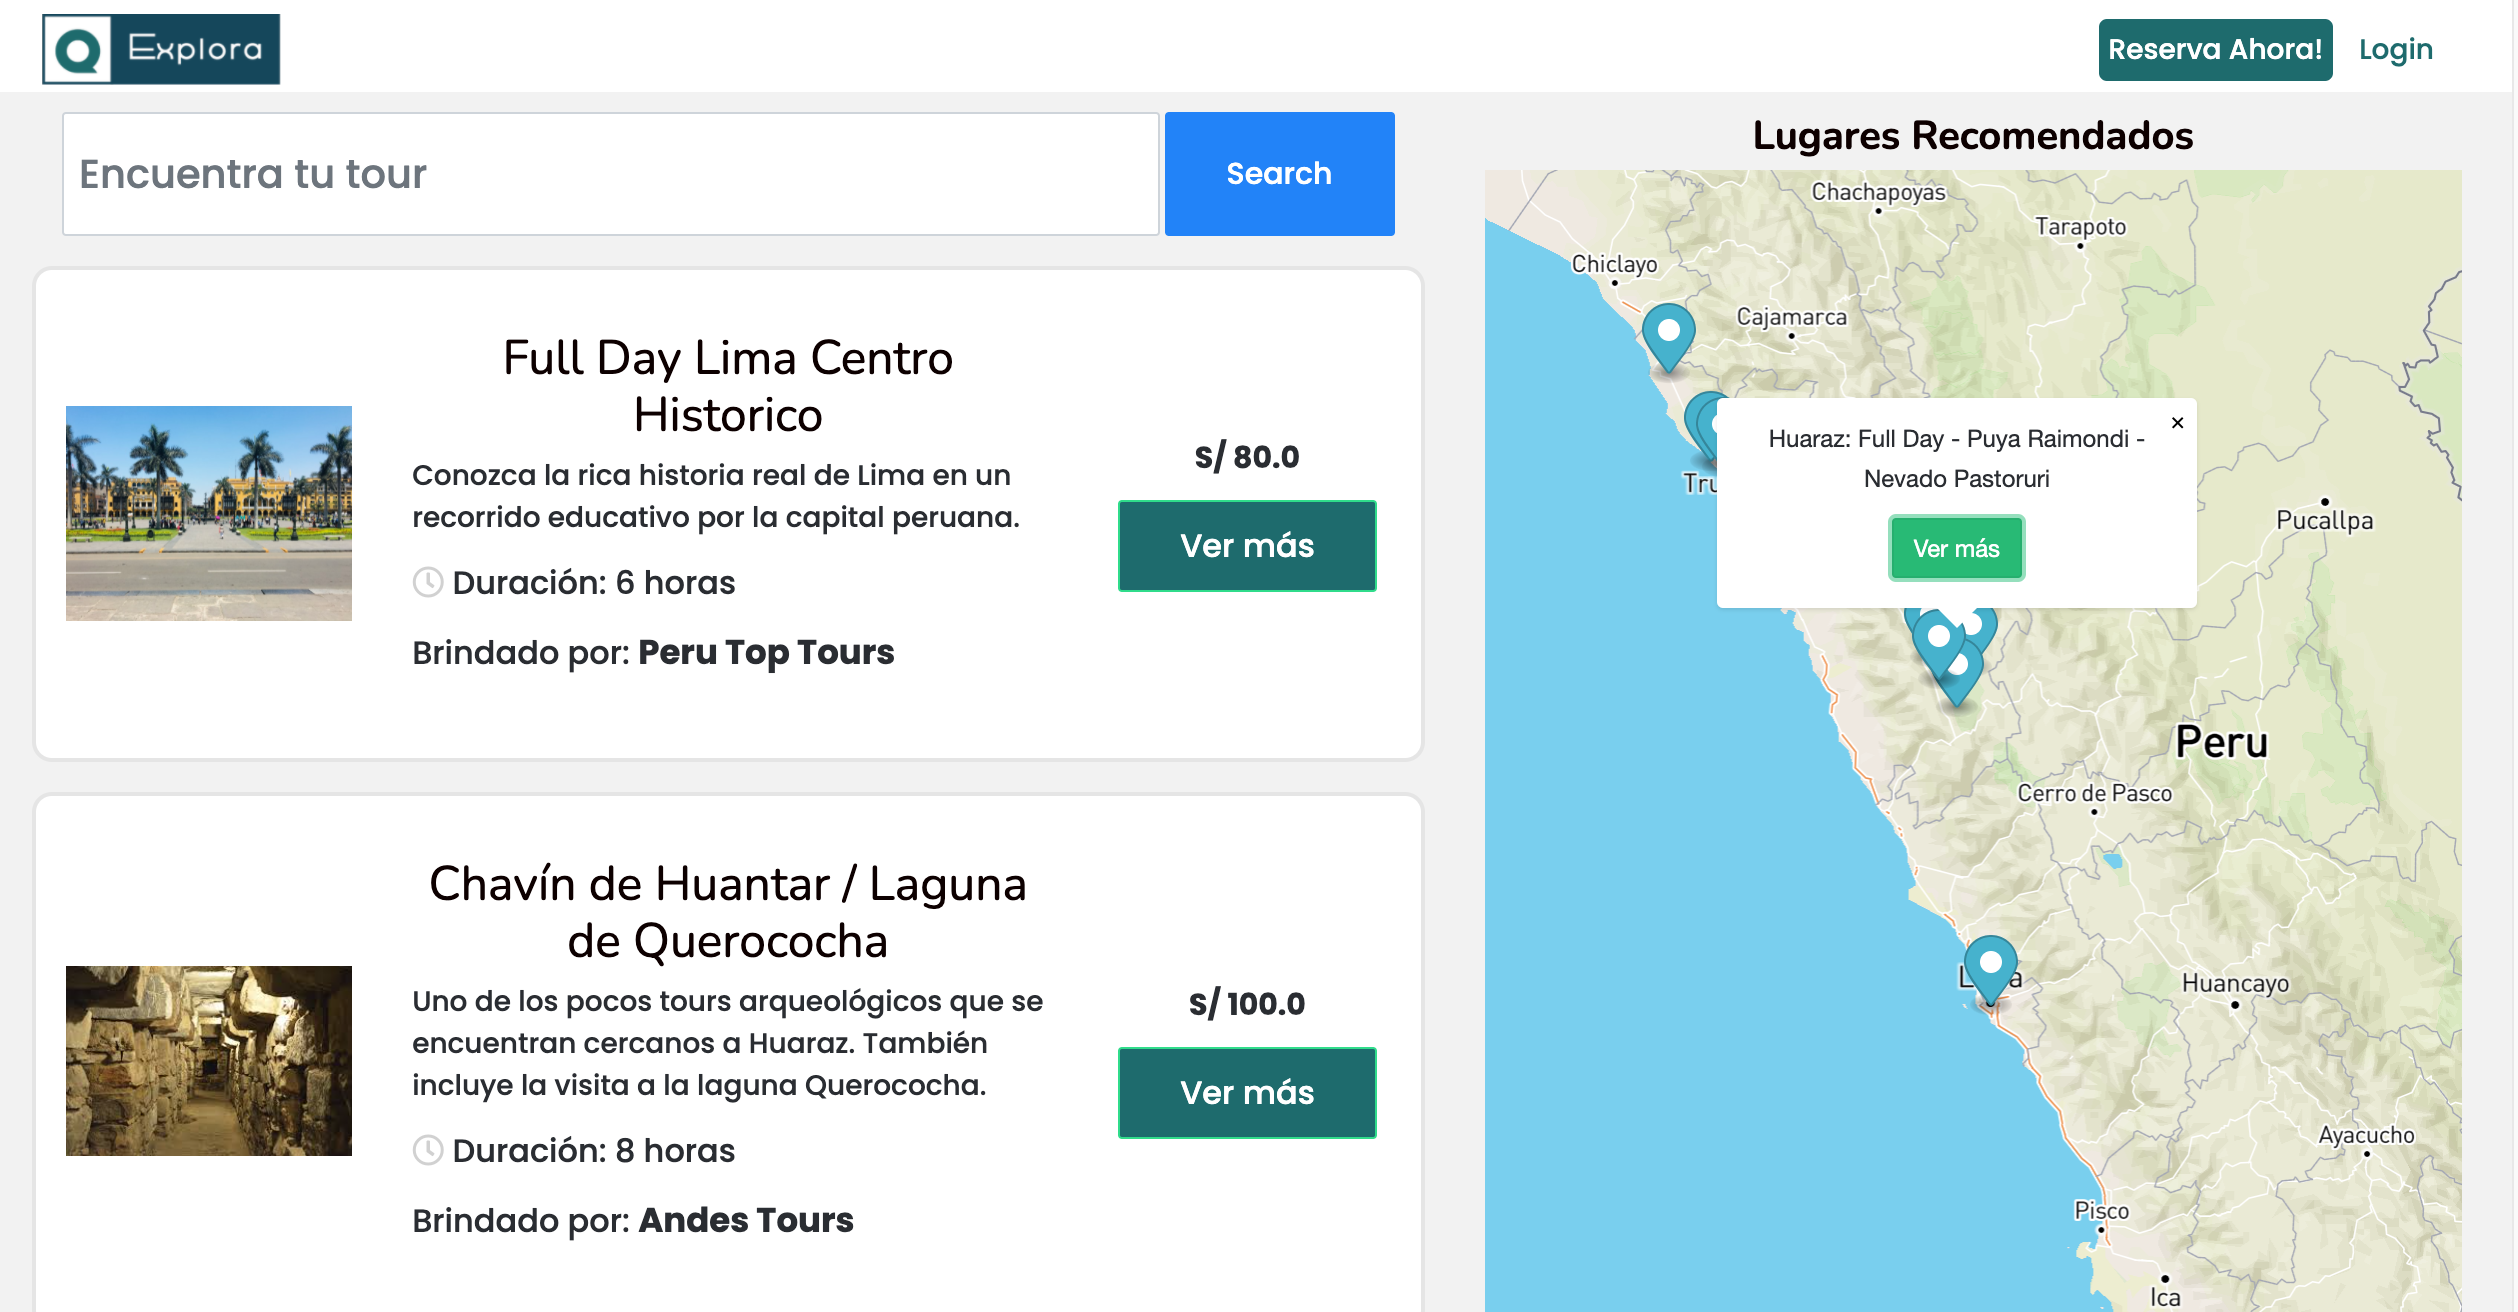 Explora
Reserva Ahora!
Login
Encuentra tu tour
Search
Full Day Lima Centro
Historico
Conozca la rica historia real de Lima en un
recorrido educativo por la capital peruana.
Duración: 6 horas
Brindado por: Peru Top Tours
S/ 80.0
Ver más
Chavín de Huantar / Laguna
de Querococha
Uno de los pocos tours arqueológicos que se
encuentran cercanos a Huaraz. También
incluye la visita a la laguna Querococha.
Duración: 8 horas
Brindado por: Andes Tours
S/ 100.0
Ver más
Lugares Recomendados
Chachapoyas
Tarapoto
Chiclayo
Cajamarca
Huaraz: Full Day - Puya Raimondi -
Nevado Pastoruri
Ver más
Tru
Pucallpa
Peru
Cerro de Pasco
Huancayo
Ayacucho
Pisco
Ica